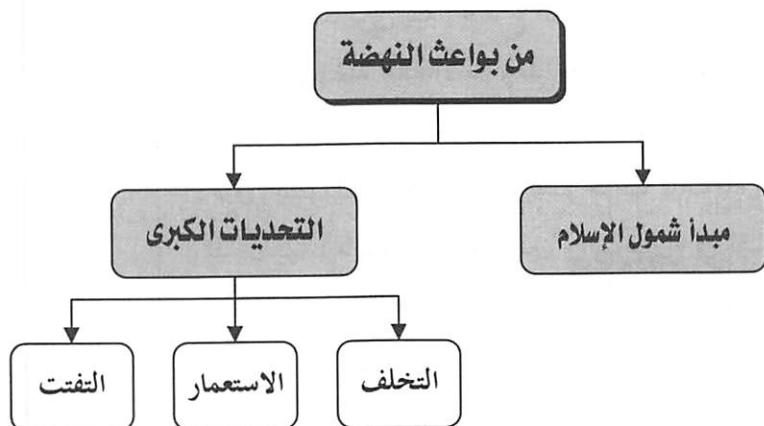 من بواعث النهضة
مبدأ شمول الإسلام
التحديات الكبرى
التخلف
الاستعمار
التفتت